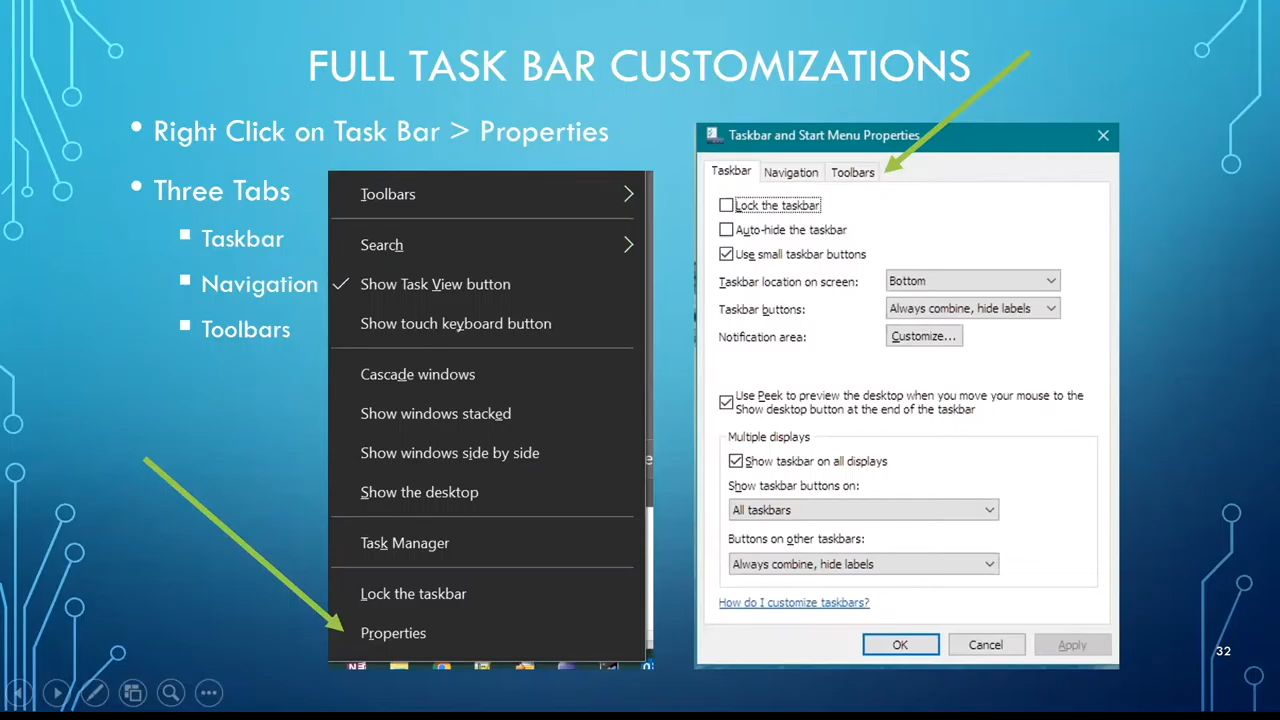 FULL TASK BAR CUSTOMIZATIONS
• Right Click on Task Bar > Properties
• Three Tabs
▪ Taskbar
▪ Navigation
▪ Toolbars
Toolbars
Search
Show Task View button
Show touch keyboard button
Cascade windows
Show windows stacked
Show windows side by side
Show the desktop
Task Manager
Lock the taskbar
Properties
Taskbar and Start Menu Properties
Taskbar Navigation Toolbars
Lock the taskbar
Auto-hide the taskbar
Use small taskbar buttons
Taskbar location on screen: Bottom
Taskbar buttons: Always combine, hide labels
Notification area: Customize...
Use Peek to preview the desktop when you move your mouse to the
Show desktop button at the end of the taskbar
Multiple displays
Show taskbar on all displays
Show taskbar buttons on:
All taskbars
Buttons on other taskbars:
Always combine, hide labels
How do I customize taskbars?
OK Cancel Apply
32